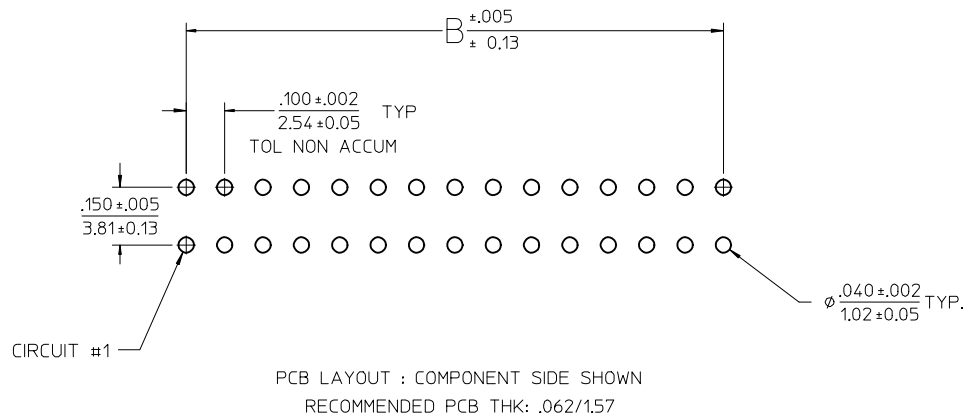 B ±.005
± 0.13
.100 ±.002 TYP
2.54 ±0.05
TOL NON ACCUM
.150 ±.005
3.81 ±0.13
ø .040 ±.002 TYP.
1.02 ±0.05
CIRCUIT #1
PCB LAYOUT : COMPONENT SIDE SHOWN
RECOMMENDED PCB THK: .062/1.57